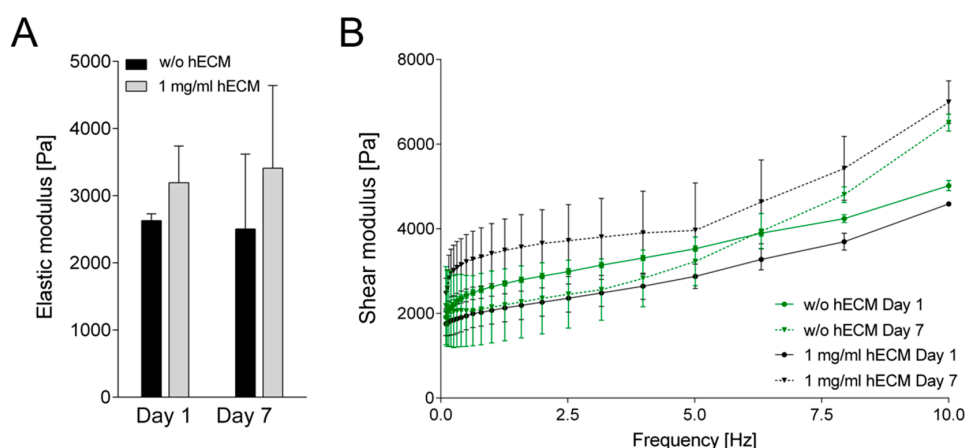 A
Elastic modulus [Pa]
5000
4000
3000
2000
1000
0
w/o hECM
1 mg/ml hECM
Day 1 Day 7
B
Shear modulus [Pa]
8000
6000
4000
2000
0
w/o hECM Day 1
w/o hECM Day 7
1 mg/ml hECM Day 1
1 mg/ml hECM Day 7
0.0 2.5 5.0 7.5 10.0
Frequency [Hz]